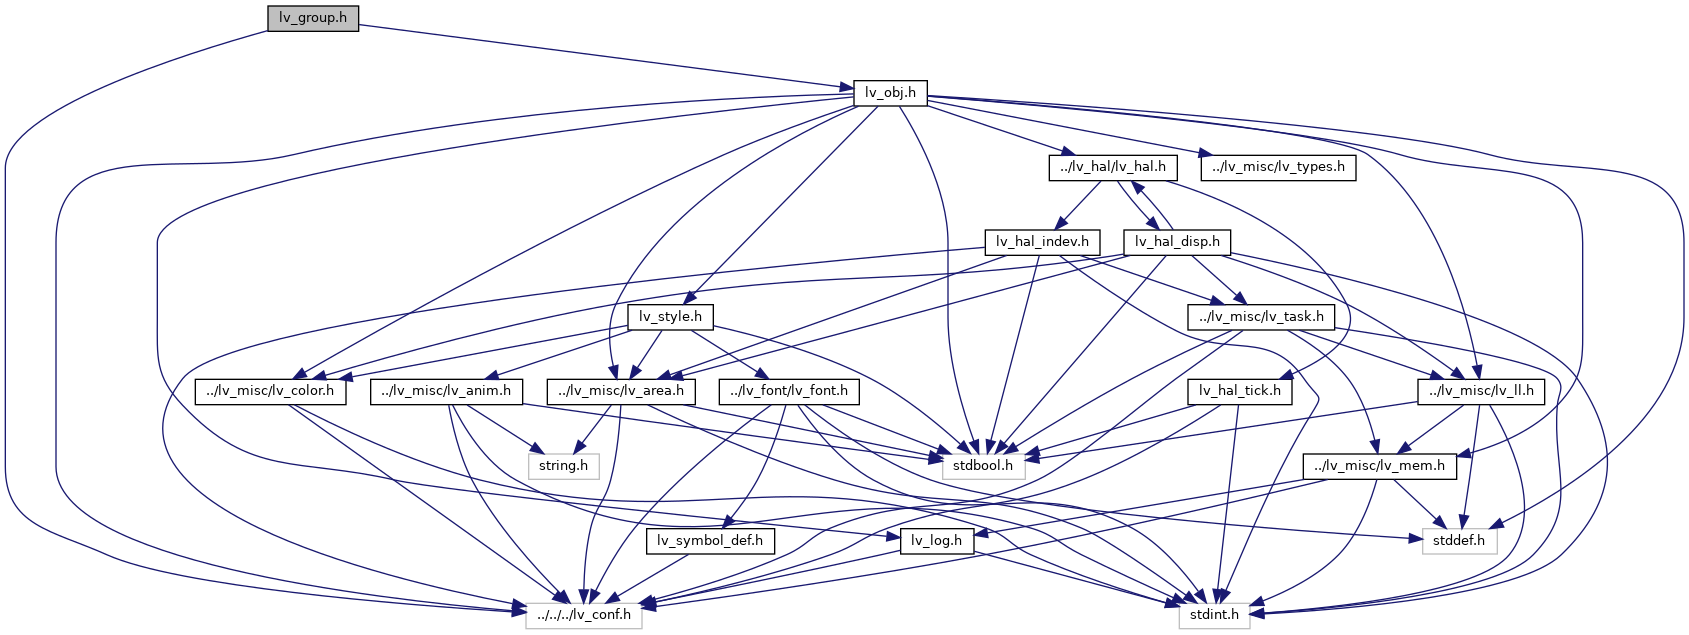 lv_group.h
lv_obj.h
../lv_hal/lv_hal.h
../lv_misc/lv_types.h
lv_hal_indev.h
lv_hal_disp.h
lv_style.h
../lv_misc/lv_task.h
../lv_misc/lv_color.h
../lv_misc/lv_anim.h
../lv_misc/lv_area.h
../lv_font/lv_font.h
lv_hal_tick.h
../lv_misc/lv_ll.h
string.h
stdbool.h
../lv_misc/lv_mem.h
lv_symbol_def.h
lv_log.h
stddef.h
../../../lv_conf.h
stdint.h